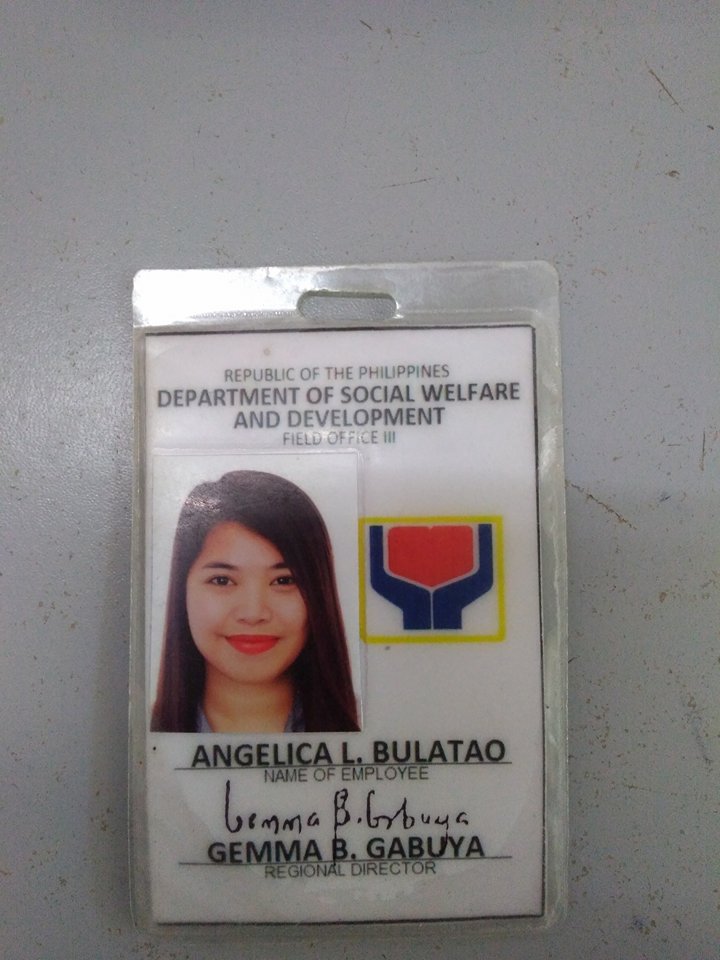 REPUBLIC OF THE PHILIPPINES
DEPARTMENT OF SOCIAL WELFARE
AND DEVELOPMENT
FIELD OFFICE III
ANGELICA L. BULATAO
NAME OF EMPLOYEE
Gemma B. Gabuya
GEMMA B. GABUYA
REGIONAL DIRECTOR